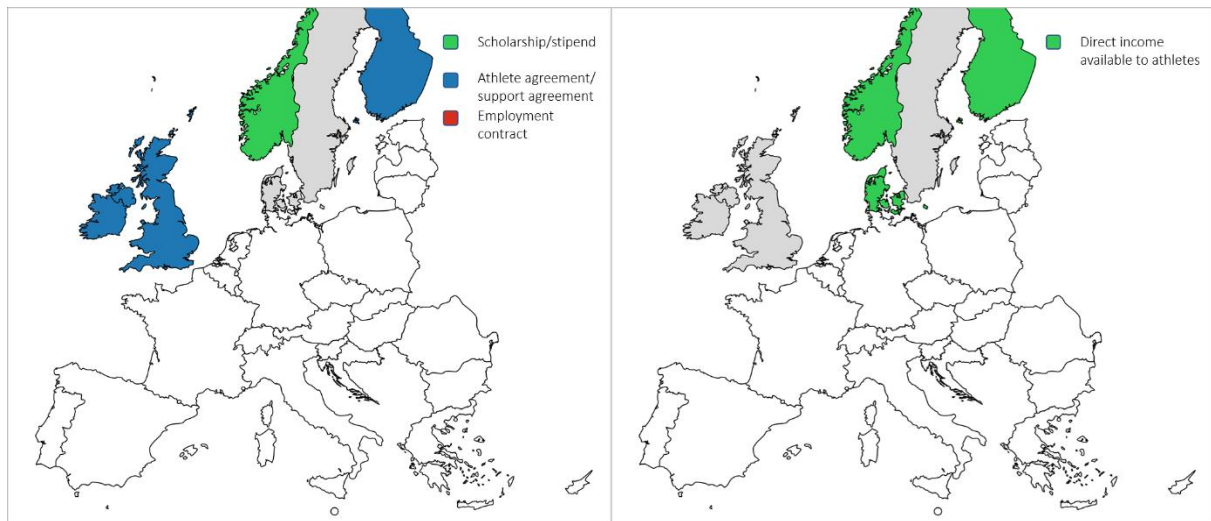 Scholarship/stipend
Athlete agreement/
support agreement
Employment
contract
Direct income
available to athletes